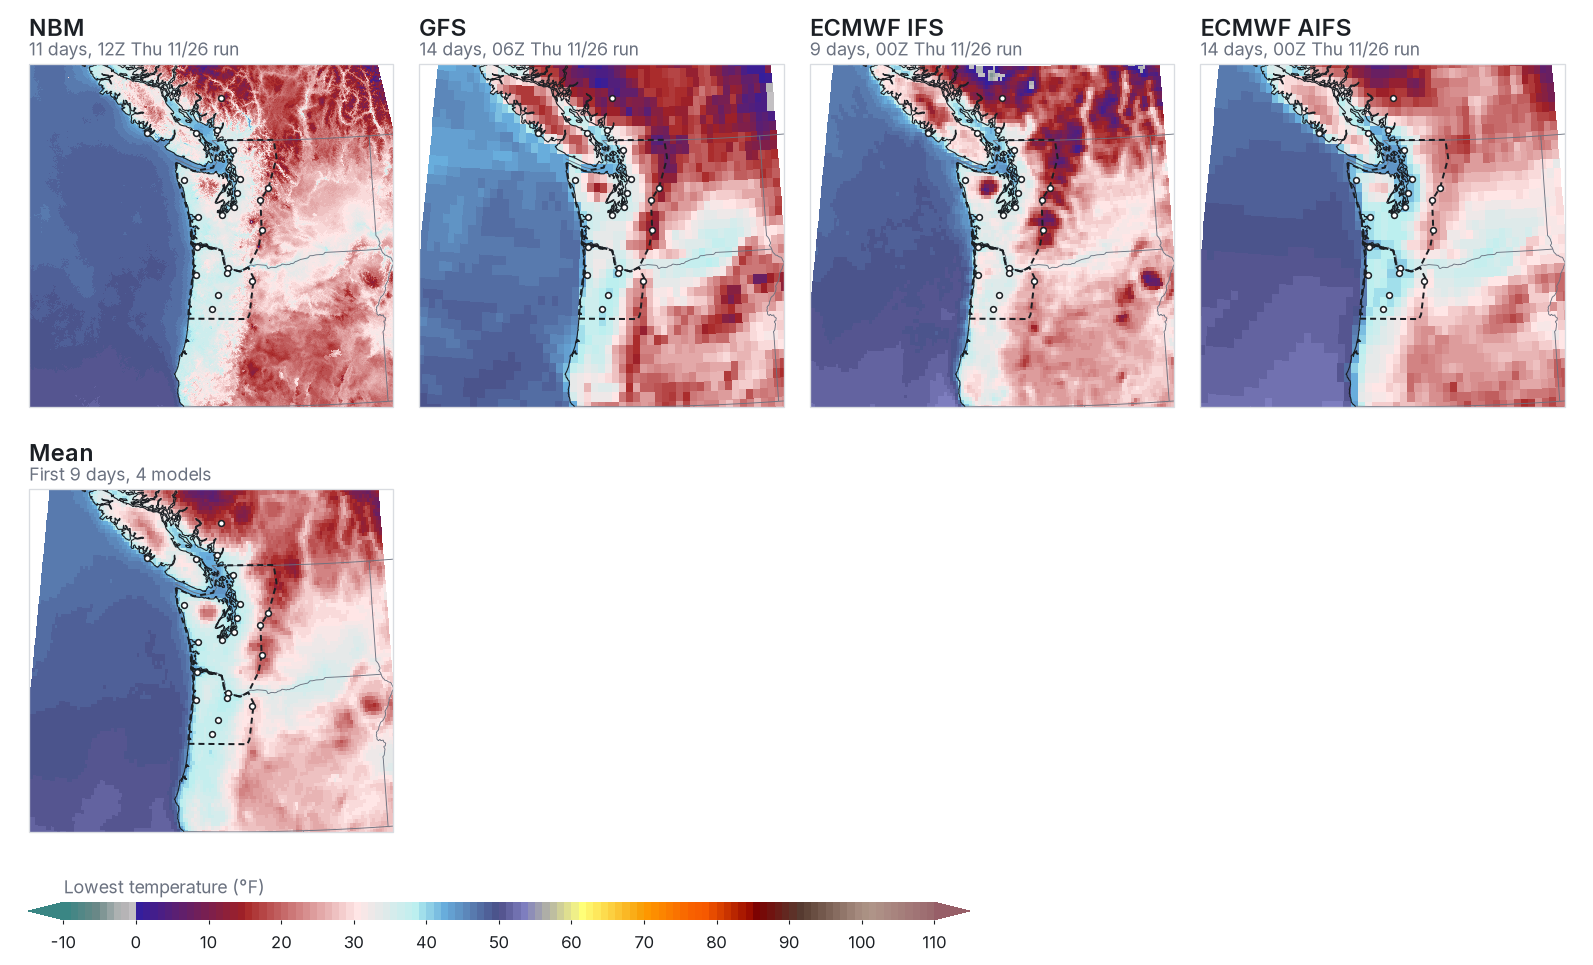 NBM
11 days, 12Z Thu 11/26 run
GFS
14 days, 06Z Thu 11/26 run
ECMWF IFS
9 days, 00Z Thu 11/26 run
ECMWF AIFS
14 days, 00Z Thu 11/26 run
Mean
First 9 days, 4 models
Lowest temperature (°F)
-10 0 10 20 30 40 50 60 70 80 90 100 110